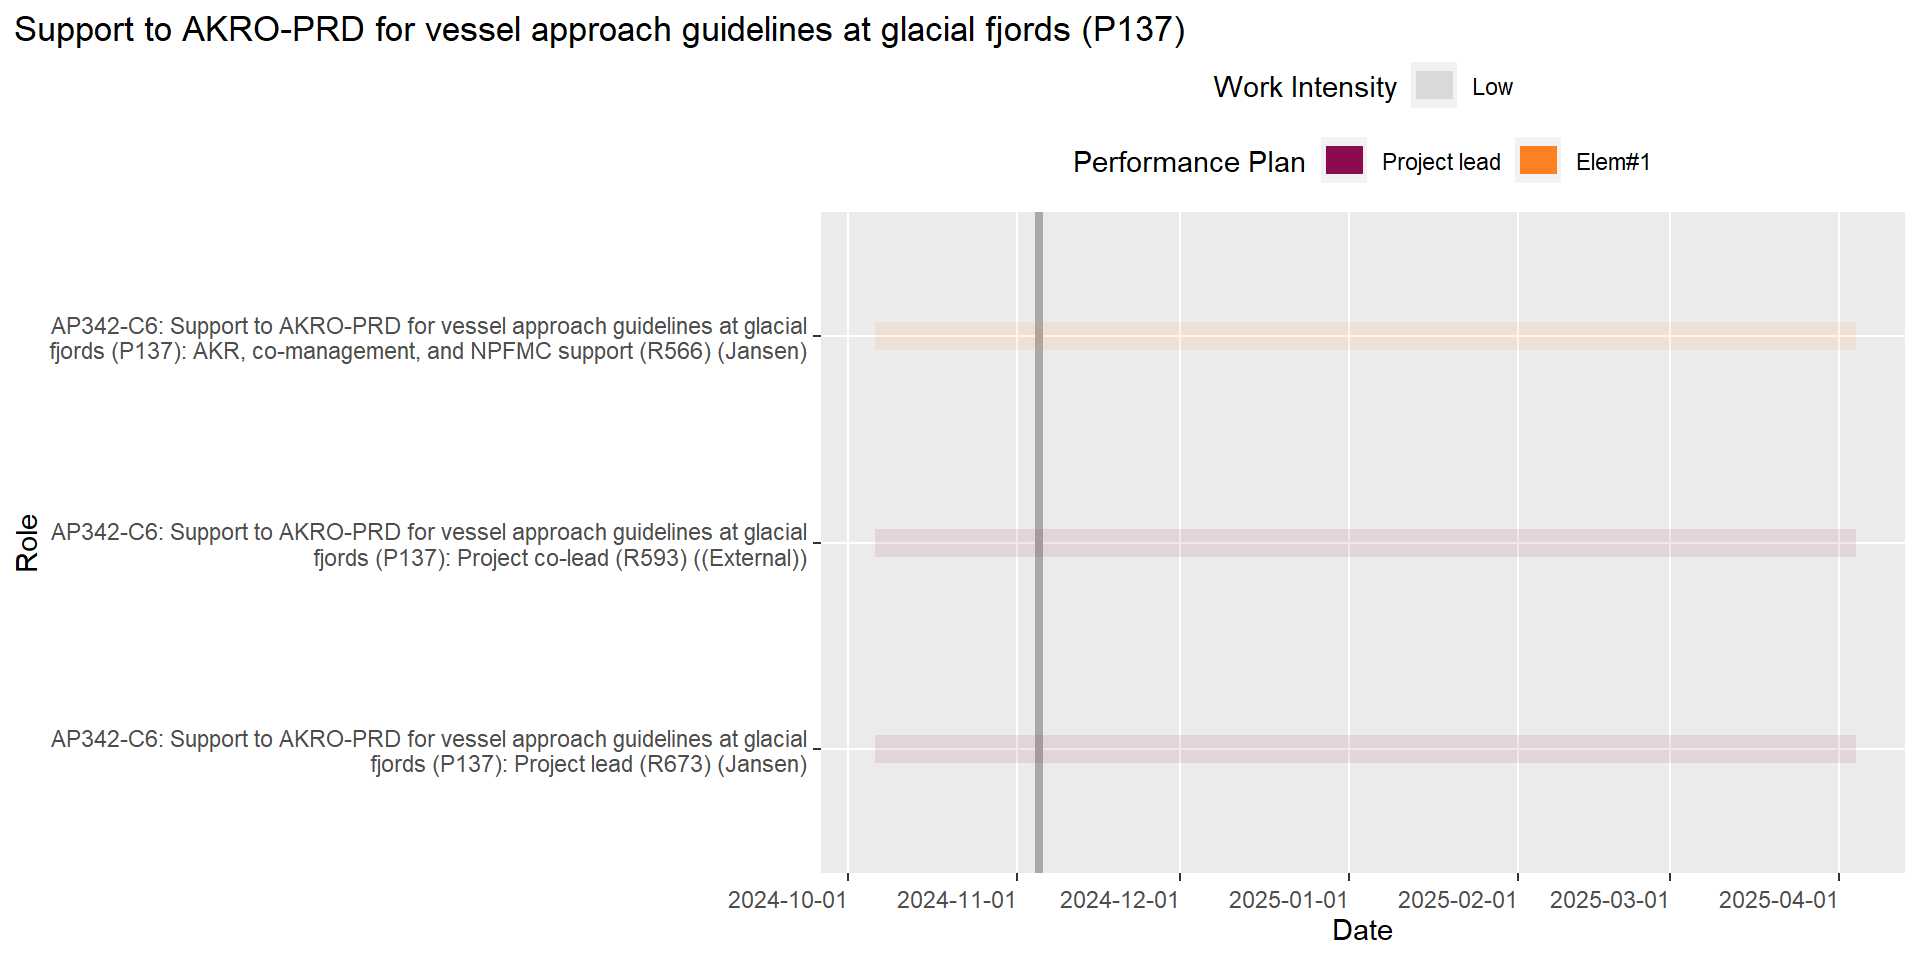 Support to AKRO-PRD for vessel approach guidelines at glacial fjords (P137)
Work Intensity Low
Performance Plan Project lead Elem#1
AP342-C6: Support to AKRO-PRD for vessel approach guidelines at glacial
fjords (P137): AKR, co-management, and NPFMC support (R566) (Jansen)
Role
AP342-C6: Support to AKRO-PRD for vessel approach guidelines at glacial
fjords (P137): Project co-lead (R593) ((External))
AP342-C6: Support to AKRO-PRD for vessel approach guidelines at glacial
fjords (P137): Project lead (R673) (Jansen)
2024-10-01 2024-11-01 2024-12-01 2025-01-01 2025-02-01 2025-03-01 2025-04-01
Date